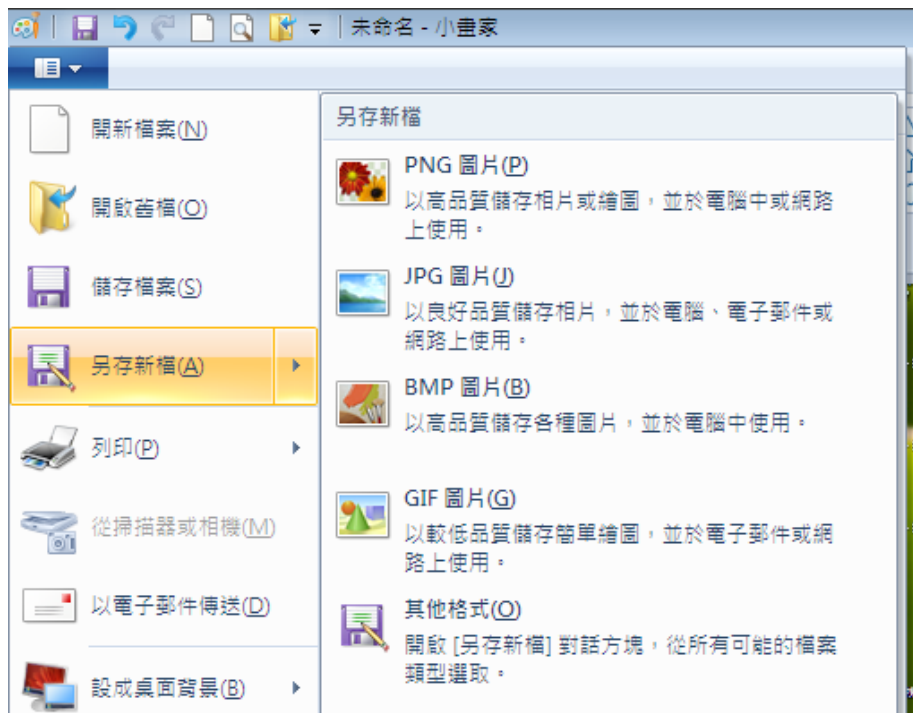 未命名 - 小畫家
開新檔案(N)
開啟舊檔(O)
儲存檔案(S)
另存新檔(A)
列印(P)
從掃描器或相機(M)
以電子郵件傳送(D)
設成桌面背景(B)
另存新檔
PNG 圖片(P)
以高品質儲存相片或繪圖，並於電腦中或網路
上使用。
JPG 圖片(J)
以良好品質儲存相片，並於電腦、電子郵件或
網路上使用。
BMP 圖片(B)
以高品質儲存各種圖片，並於電腦中使用。
GIF 圖片(G)
以較低品質儲存簡單繪圖，並於電子郵件或網
路上使用。
其他格式(O)
開啟 [另存新檔] 對話方塊，從所有可能的檔案
類型選取。